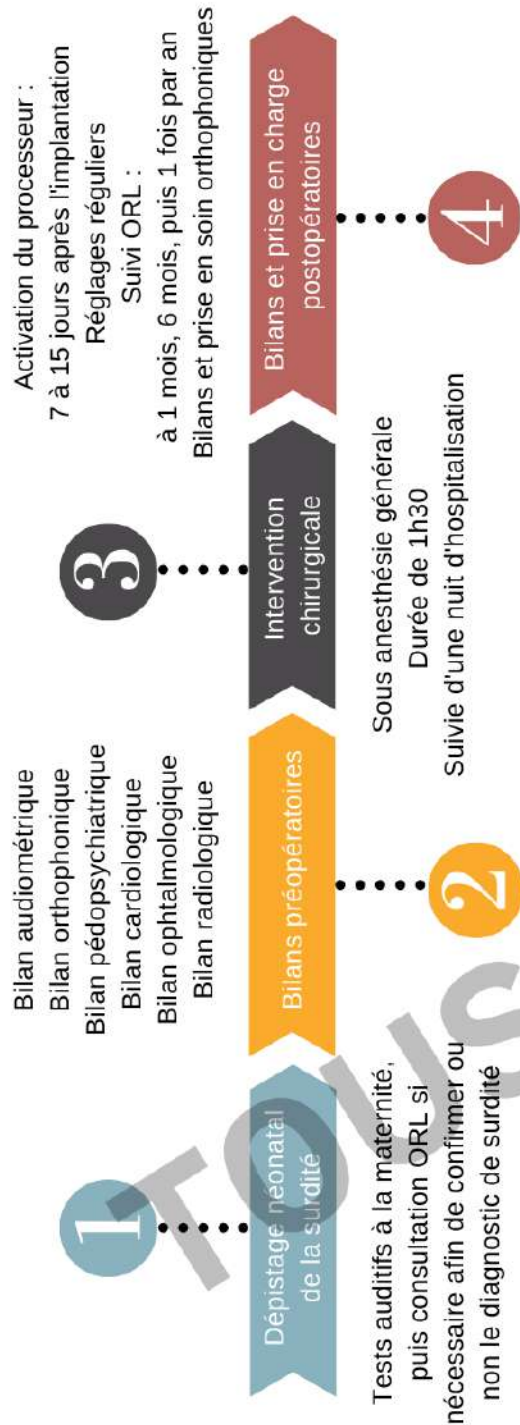 1
Dépistage néonatal
de la surdité
Tests auditifs à la maternité,
puis consultation ORL si
nécessaire afin de confirmer ou
non le diagnostic de surdité
Bilan audiométrique
Bilan orthophonique
Bilan pédopsychiatrique
Bilan cardiologique
Bilan ophtalmologique
Bilan radiologique
Bilans préopératoires
2
3
Intervention
chirurgicale
Sous anesthésie générale
Durée de 1h30
Suivie d'une nuit d'hospitalisation
Activation du processeur :
7 à 15 jours après l'implantation
Réglages réguliers
Suivi ORL :
à 1 mois, 6 mois, puis 1 fois par an
Bilans et prise en soin orthophoniques
Bilans et prise en charge
postopératoires
4
TOUS